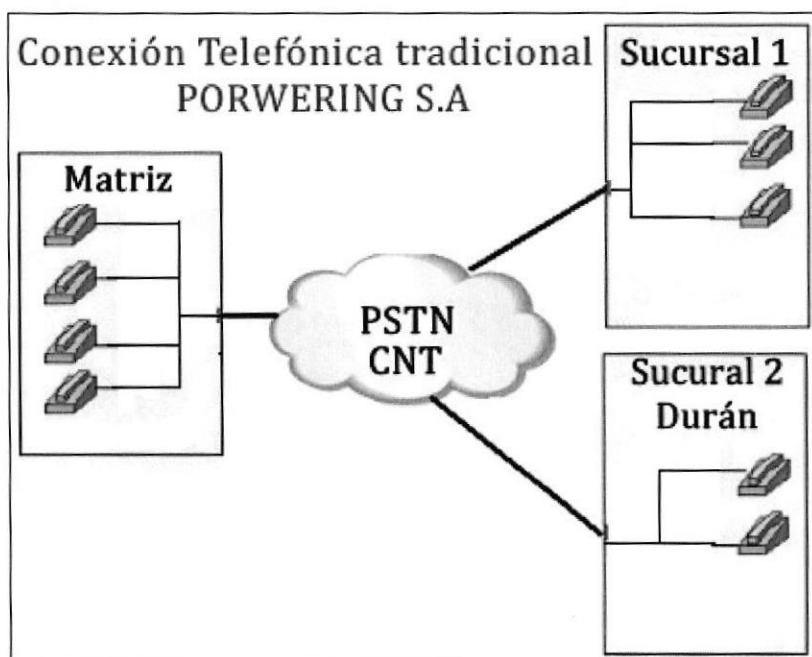 Conexión Telefónica tradicional
PORWERING S.A
Matriz
PSTN
CNT
Sucursal 1
Sucural 2
Durán